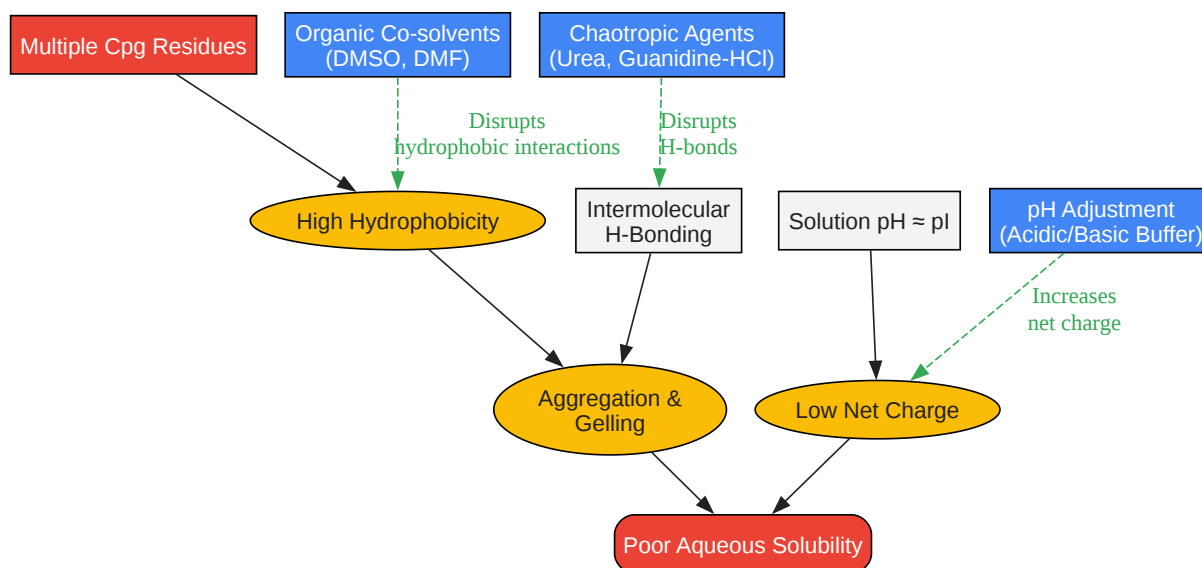 Multiple Cpg Residues
Organic Co-solvents
(DMSO, DMF)
Chaotropic Agents
(Urea, Guanidine-HCl)
Disrupts
hydrophobic interactions
Disrupts
H-bonds
High Hydrophobicity
Intermolecular
H-Bonding
Solution pH ≈ pI
pH Adjustment
(Acidic/Basic Buffer)
Increases
net charge
Aggregation &
Gelling
Low Net Charge
Poor Aqueous Solubility